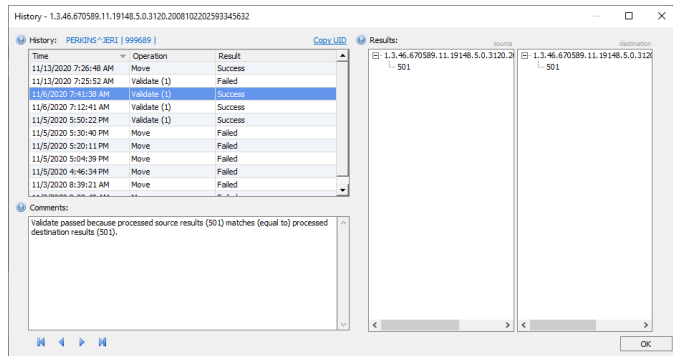 History - 1.3.46.670589.11.19148.5.0.3120.2008102202593345632
History: PERKINS^JERI | 999689 | Copy UID
Time Operation Result
11/13/2020 7:26:48 AM Move Success
11/13/2020 7:25:52 AM Validate (1) Failed
11/6/2020 7:41:38 AM Validate (1) Success
11/6/2020 7:12:41 AM Validate (1) Success
11/5/2020 5:50:22 PM Validate (1) Success
11/5/2020 5:30:40 PM Move Failed
11/5/2020 5:20:11 PM Move Failed
11/5/2020 5:04:39 PM Move Failed
11/5/2020 4:46:34 PM Move Failed
11/3/2020 8:39:21 AM Move Failed
Comments:
Validate passed because processed source results (501) matches (equal to) processed
destination results (501).
Results:
source destination
1.3.46.670589.11.19148.5.0.3120.2 1.3.46.670589.11.19148.5.0.3120
501 501
OK